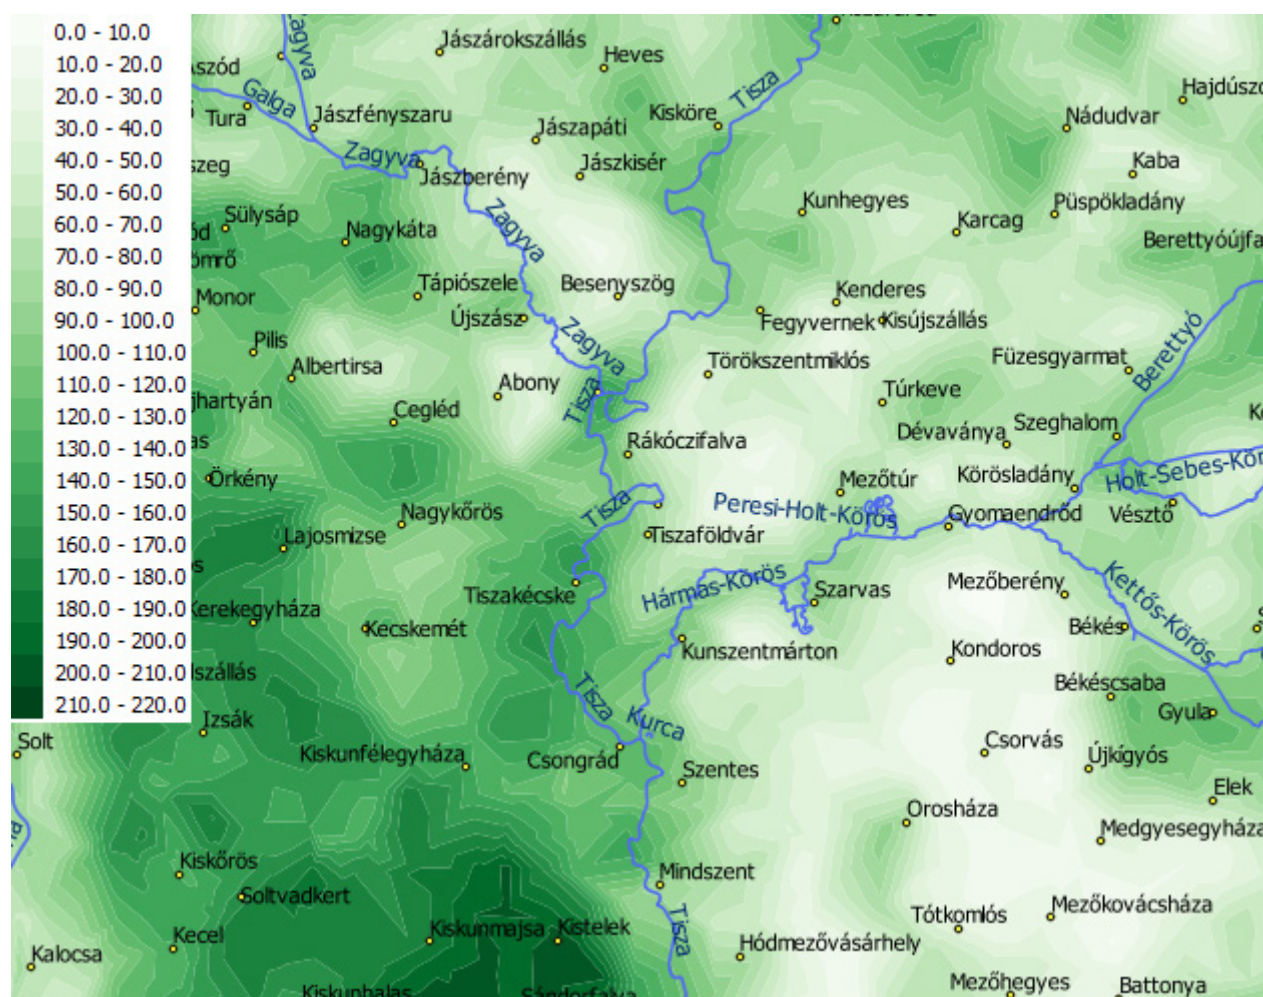 0.0 - 10.0
10.0 - 20.0
20.0 - 30.0
30.0 - 40.0
40.0 - 50.0
50.0 - 60.0
60.0 - 70.0
70.0 - 80.0
80.0 - 90.0
90.0 - 100.0
100.0 - 110.0
110.0 - 120.0
120.0 - 130.0
130.0 - 140.0
140.0 - 150.0
150.0 - 160.0
160.0 - 170.0
170.0 - 180.0
180.0 - 190.0
190.0 - 200.0
200.0 - 210.0
210.0 - 220.0
Zagyva
Jászárokszállás
Heves
Galga
Tura
Jászfényszaru
Jászapáti
Kisköre
Tisza
Hajdúszo
Nádudvar
Zagyva
Jászberény
Jászkisér
Kaba
Sülysáp
Nagykáta
Zagyva
Kunhegyes
Karcag
Püspökladány
Berettyóújfa
Monor
Tápiószele
Besenyszög
Kenderes
Újszász
Fegyvernek
Kisújszállás
Pilis
Albertirsa
Zagyva
Törökszentmiklós
Füzesgyarmat
Berettyó
Abony
Tisza
Cegléd
Túrkeve
Dévaványa
Szeghalom
Rákóczifalva
Örkény
Mezőtúr
Körösladány
Holt-Sebes-Kör
Nagykőrös
Tisza
Peresi-Holt-Körös
Gyomaendrőd
Vésztő
Lajosmizse
Tiszaföldvár
Tiszakécske
Hármas-Körös
Szarvas
Mezőberény
Kettős-Körös
Kerekegyháza
Kecskemét
Kunszentmárton
Kondoros
Békés
lszállás
Tisza
Békéscsaba
Izsák
Kurca
Gyula
Solt
Kiskunfélegyháza
Csongrád
Szentes
Csorvás
Újkígyós
Elek
Orosháza
Medgyesegyháza
Kiskőrös
Soltvadkert
Mindszent
Tisza
Tótkomlós
Mezőkovácsháza
Kecel
Kiskunmajsa
Kistelek
Hódmezővásárhely
Kalocsa
Kiskunhalas
Sándorfalva
Mezőhegyes
Battonya